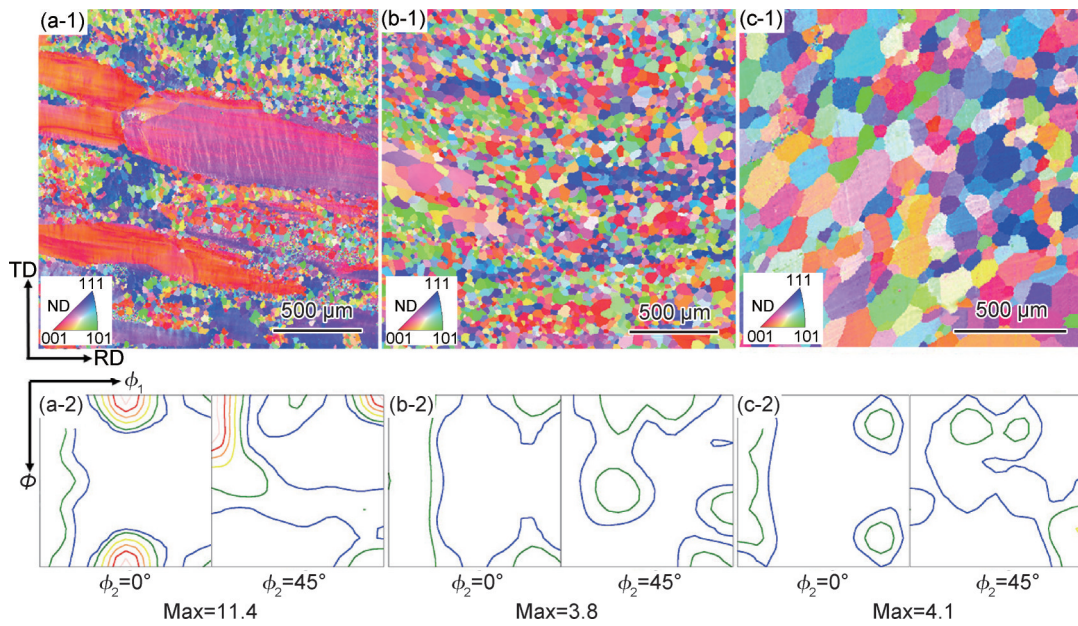 (a-1)
(b-1)
(c-1)
TD
RD
ND
111
001
101
500 μm
ND
111
001
101
500 μm
ND
111
001
101
500 μm
ϕ1
Φ
(a-2)
(b-2)
(c-2)
ϕ2=0°
ϕ2=45°
ϕ2=0°
ϕ2=45°
ϕ2=0°
ϕ2=45°
Max=11.4
Max=3.8
Max=4.1